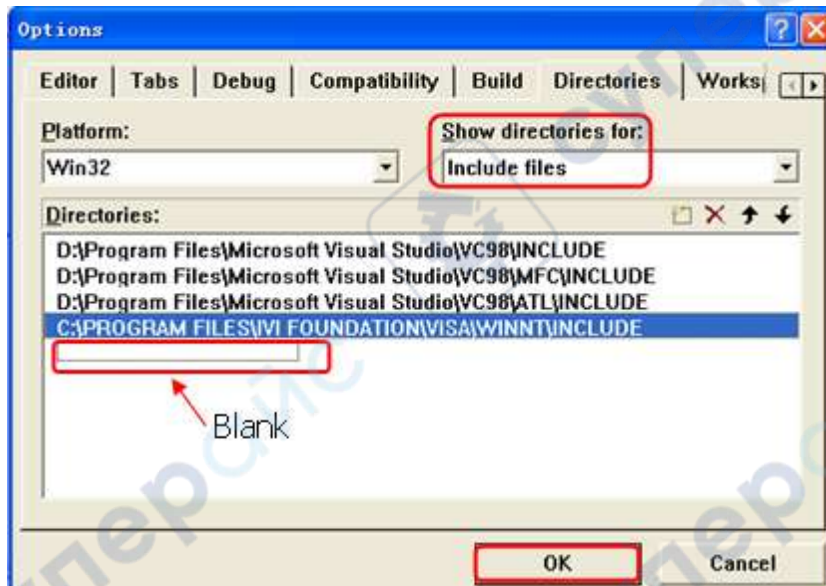 Options
Editor Tabs Debug Compatibility Build Directories Works
Platform: Show directories for:
Win32 Include files
Directories:
D:\Program Files\Microsoft Visual Studio\VC98\INCLUDE
D:\Program Files\Microsoft Visual Studio\VC98\MFC\INCLUDE
D:\Program Files\Microsoft Visual Studio\VC98\ATL\INCLUDE
C:\PROGRAM FILES\IVI FOUNDATION\VISA\WINNT\INCLUDE
Blank
OK Cancel